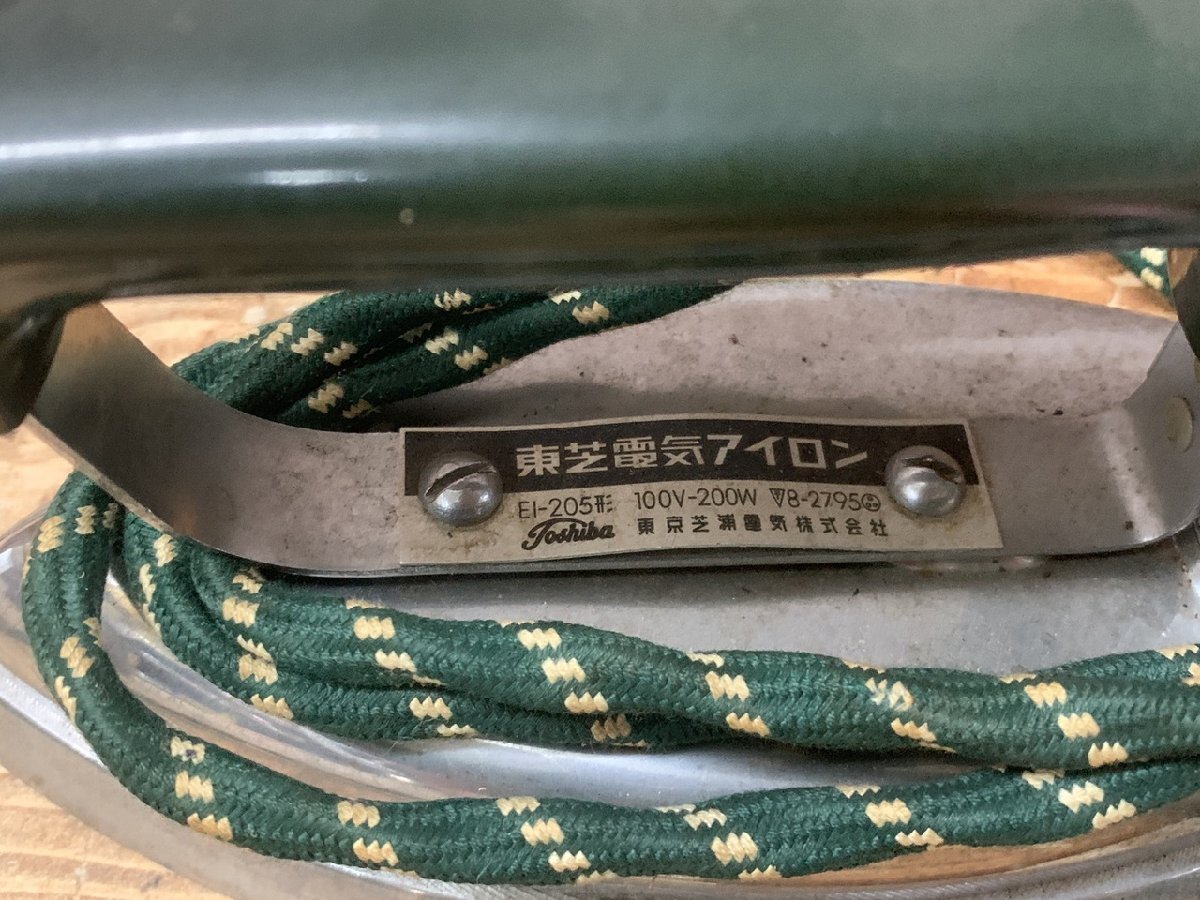 東芝電気アイロン
EI-205形 100V-200W ▽8-2795
Toshiba 東京芝浦電気株式会社